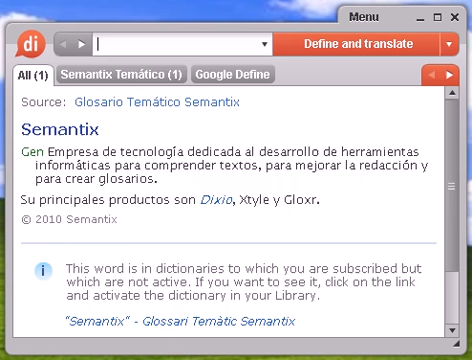 Menu
di
Define and translate
All (1)
Semantix Temático (1)
Google Define
Source: Glosario Temático Semantix
Semantix
Gen Empresa de tecnología dedicada al desarrollo de herramientas
informáticas para comprender textos, para mejorar la redacción y
para crear glosarios.
Su principales productos son Dixio, Xtyle y Gloxr.
© 2010 Semantix
This word is in dictionaries to which you are subscribed but
which are not active. If you want to see it, click on the link
and activate the dictionary in your Library.
"Semantix" - Glossari Temàtic Semantix